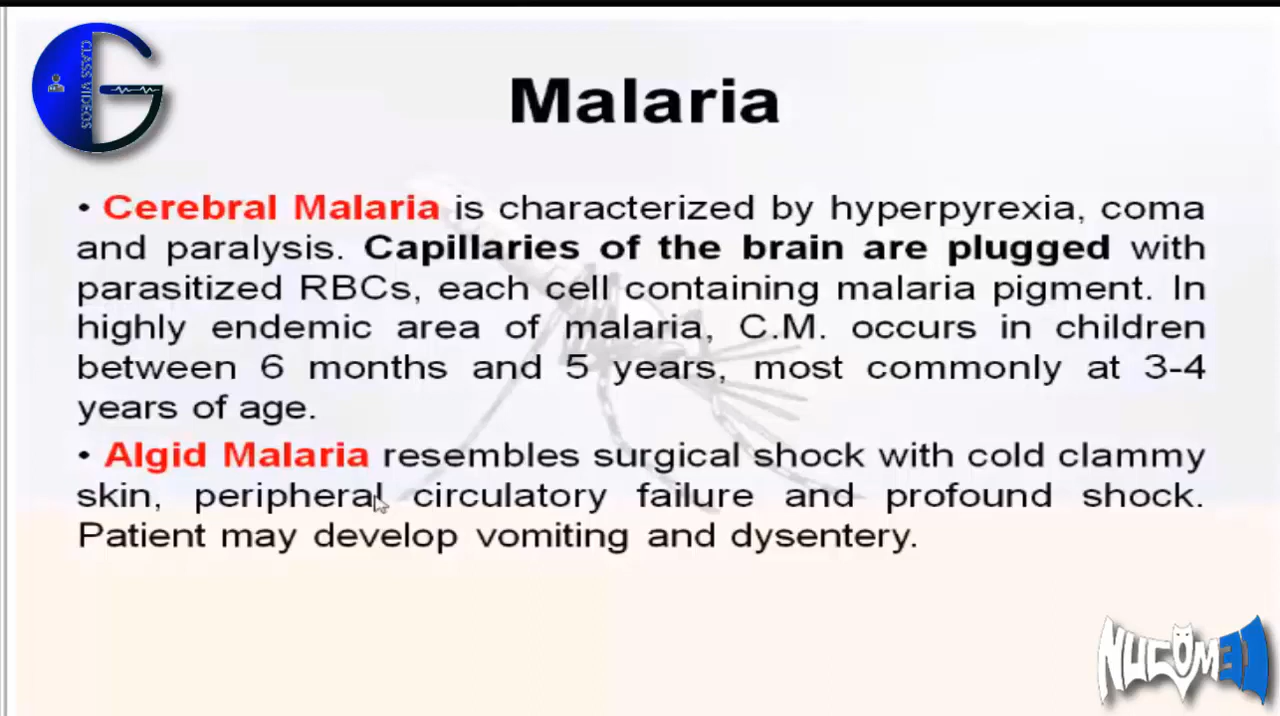 CLASS VIDEOS
Malaria
• Cerebral Malaria is characterized by hyperpyrexia, coma
and paralysis. Capillaries of the brain are plugged with
parasitized RBCs, each cell containing malaria pigment. In
highly endemic area of malaria, C.M. occurs in children
between 6 months and 5 years, most commonly at 3-4
years of age.
• Algid Malaria resembles surgical shock with cold clammy
skin, peripheral circulatory failure and profound shock.
Patient may develop vomiting and dysentery.
NUCOM31